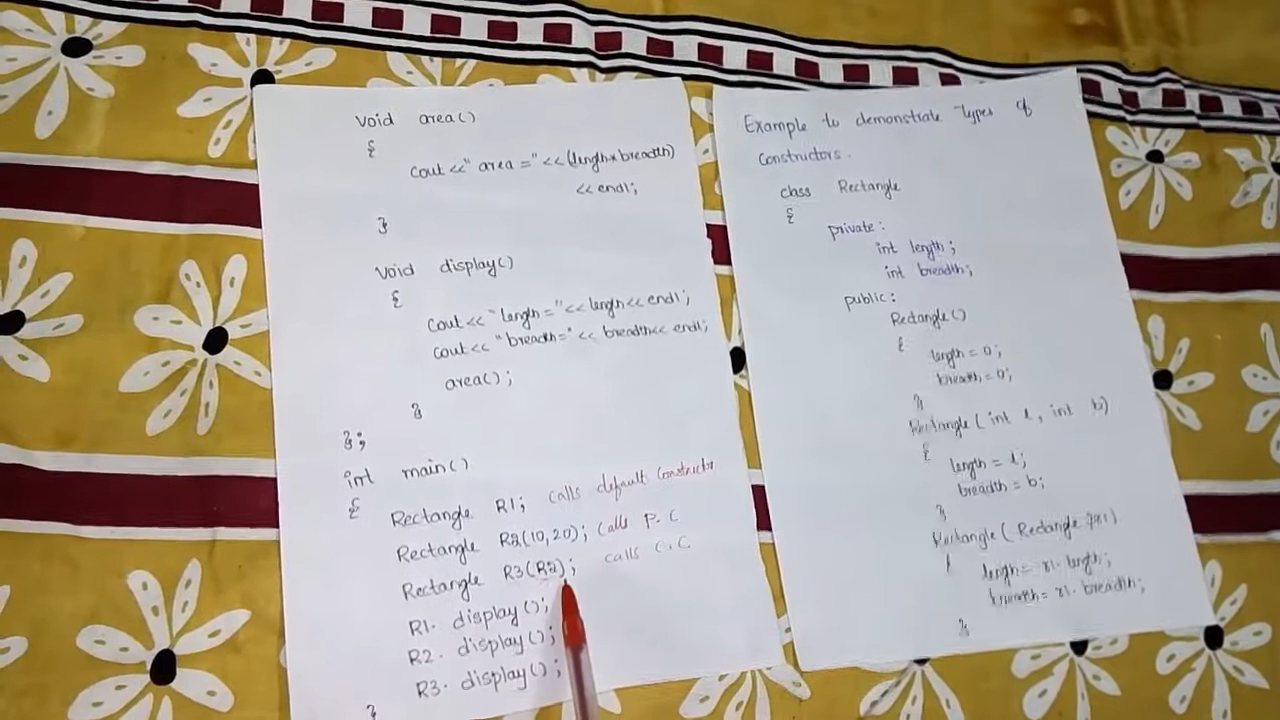 Void area()
{
cout <<" area =" << (length*breadth)
<< endl;
}
Void display()
{
cout << "length=" << length << endl;
cout << "breadth=" << breadth << endl;
area();
}
};
int main()
{
Rectangle R1; calls default Constructor
Rectangle R2(10,20); Calls P.C
Rectangle R3(R2); calls C.C
R1. display();
R2. display();
R3. display();
}
Example to demonstrate Types of
Constructors.
class Rectangle
{
private:
int length;
int breadth;
public:
Rectangle()
{
length = 0;
breadth = 0;
}
Rectangle(int l, int b)
{
length = l;
breadth = b;
}
Rectangle(Rectangle
{
length = r1.length;
breadth = r1.breadth;
}